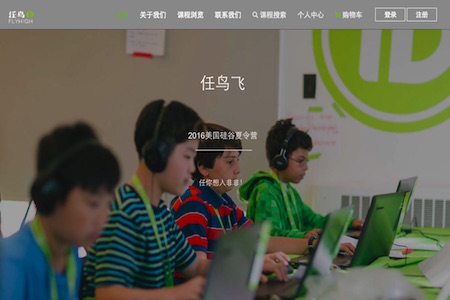 任鸟飞
FLYHIGH
关于我们
课程浏览
联系我们
课程搜索
个人中心
购物车
登录
注册
任鸟飞
2016美国硅谷夏令营
任你想入非非!